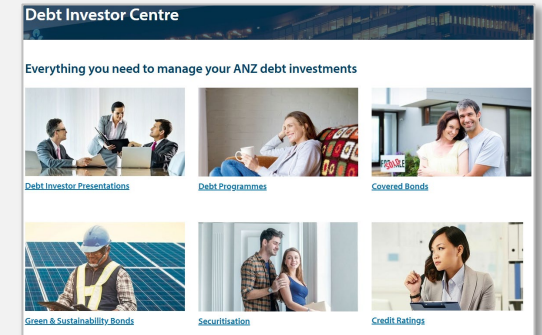 Debt Investor Centre
Everything you need to manage your ANZ debt investments
Debt Investor Presentations
Debt Programmes
Covered Bonds
Green & Sustainability Bonds
Securitisation
Credit Ratings